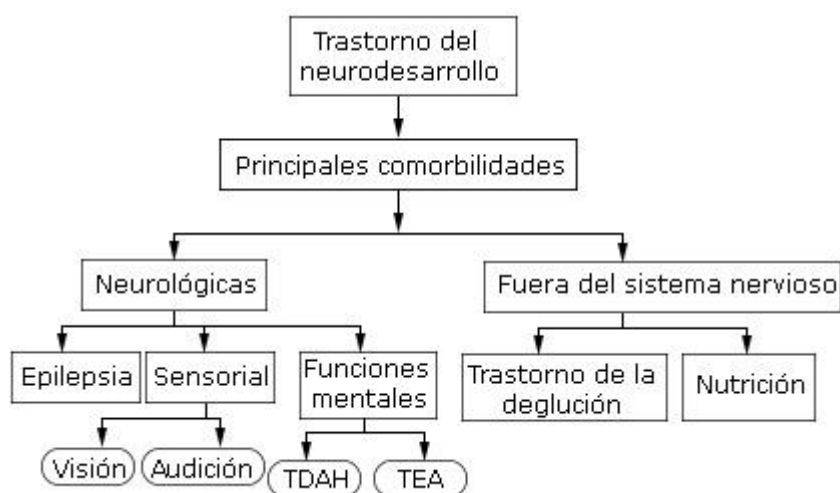 Trastorno del
neurodesarrollo
Principales comorbilidades
Neurológicas
Fuera del sistema nervioso
Epilepsia
Sensorial
Funciones
mentales
Trastorno de la
deglución
Nutrición
Visión
Audición
TDAH
TEA